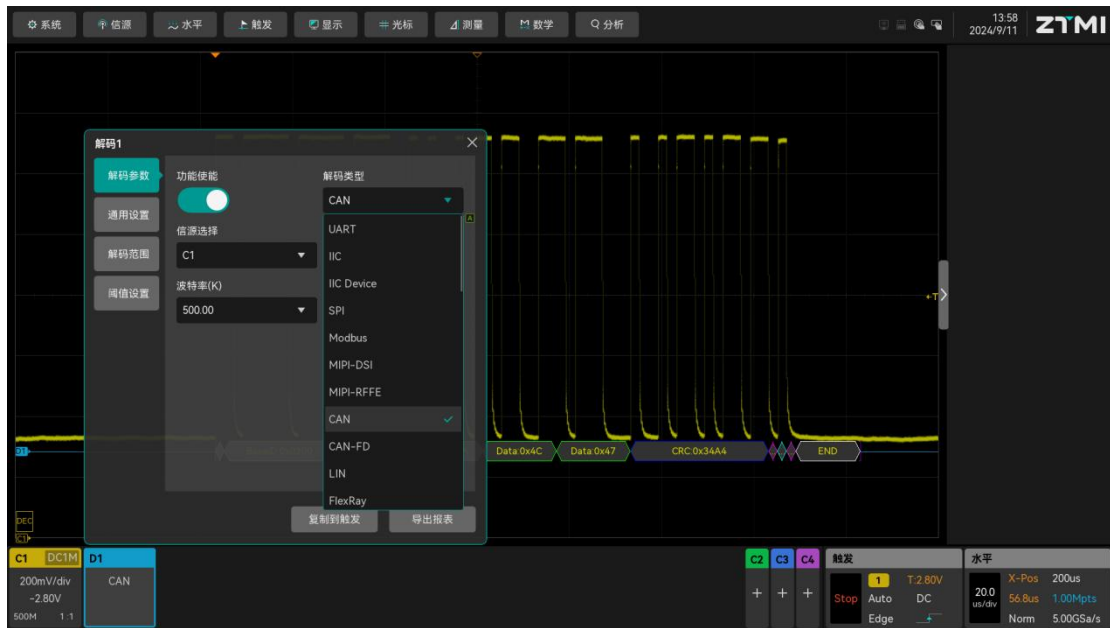 系统 信源 水平 触发 显示 光标 测量 数学 分析
13:58
2024/9/11
ZTMI
解码1
解码参数
通用设置
解码范围
阈值设置
功能使能
信源选择
C1
波特率(K)
500.00
解码类型
CAN
UART
IIC
IIC Device
SPI
Modbus
MIPI-DSI
MIPI-RFFE
CAN
CAN-FD
LIN
FlexRay
复制到触发 导出报表
A
T
D1
Data:0x4C Data:0x47 CRC:0x34A4 END
DEC
C1
C1 DC1M
200mV/div
-2.80V
500M 1:1
D1
CAN
C2 C3 C4
+ + +
触发
Stop
1 T:2.80V
Auto DC
Edge
水平
20.0
us/div
X-Pos 200us
56.8us 1.00Mpts
Norm 5.00GSa/s